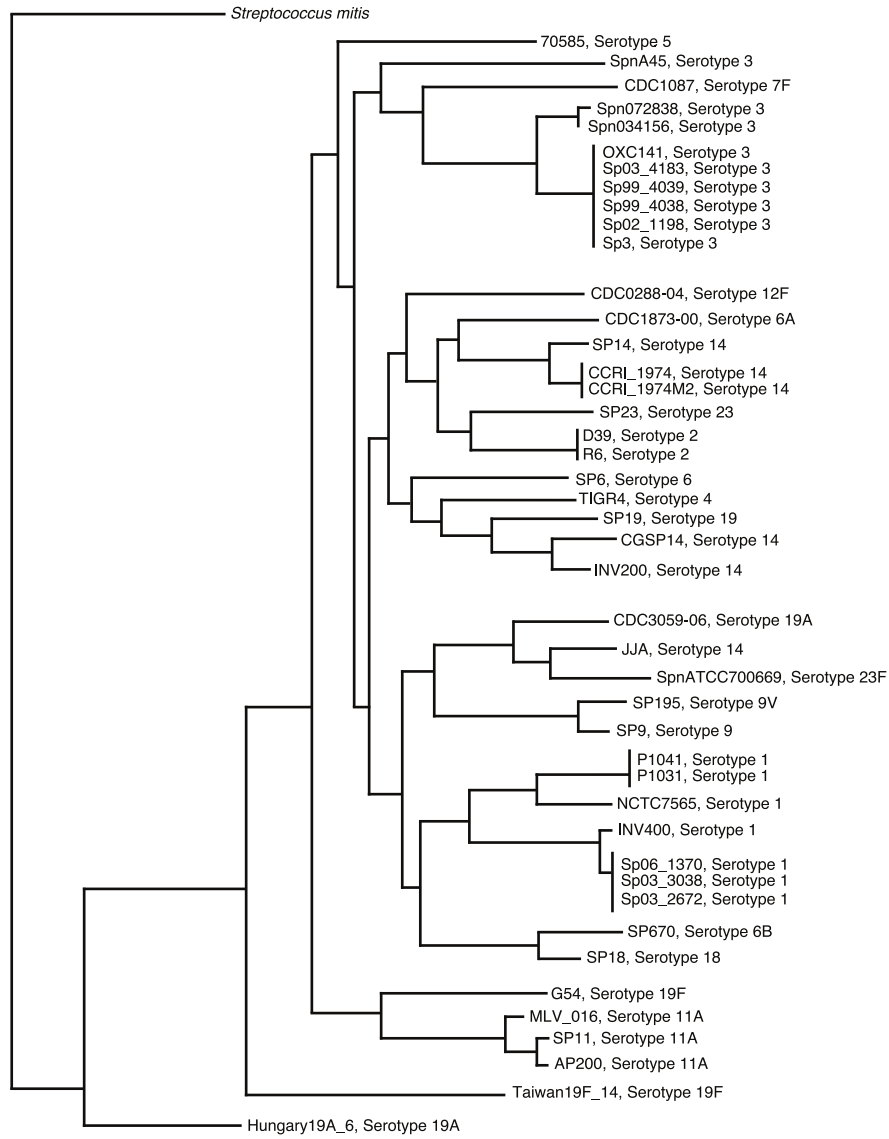 Streptococcus mitis
70585, Serotype 5
SpnA45, Serotype 3
CDC1087, Serotype 7F
Spn072838, Serotype 3
Spn034156, Serotype 3
OXC141, Serotype 3
Sp03_4183, Serotype 3
Sp99_4039, Serotype 3
Sp99_4038, Serotype 3
Sp02_1198, Serotype 3
Sp3, Serotype 3
CDC0288-04, Serotype 12F
CDC1873-00, Serotype 6A
SP14, Serotype 14
CCRI_1974, Serotype 14
CCRI_1974M2, Serotype 14
SP23, Serotype 23
D39, Serotype 2
R6, Serotype 2
SP6, Serotype 6
TIGR4, Serotype 4
SP19, Serotype 19
CGSP14, Serotype 14
INV200, Serotype 14
CDC3059-06, Serotype 19A
JJA, Serotype 14
SpnATCC700669, Serotype 23F
SP195, Serotype 9V
SP9, Serotype 9
P1041, Serotype 1
P1031, Serotype 1
NCTC7565, Serotype 1
INV400, Serotype 1
Sp06_1370, Serotype 1
Sp03_3038, Serotype 1
Sp03_2672, Serotype 1
SP670, Serotype 6B
SP18, Serotype 18
G54, Serotype 19F
MLV_016, Serotype 11A
SP11, Serotype 11A
AP200, Serotype 11A
Taiwan19F_14, Serotype 19F
Hungary19A_6, Serotype 19A